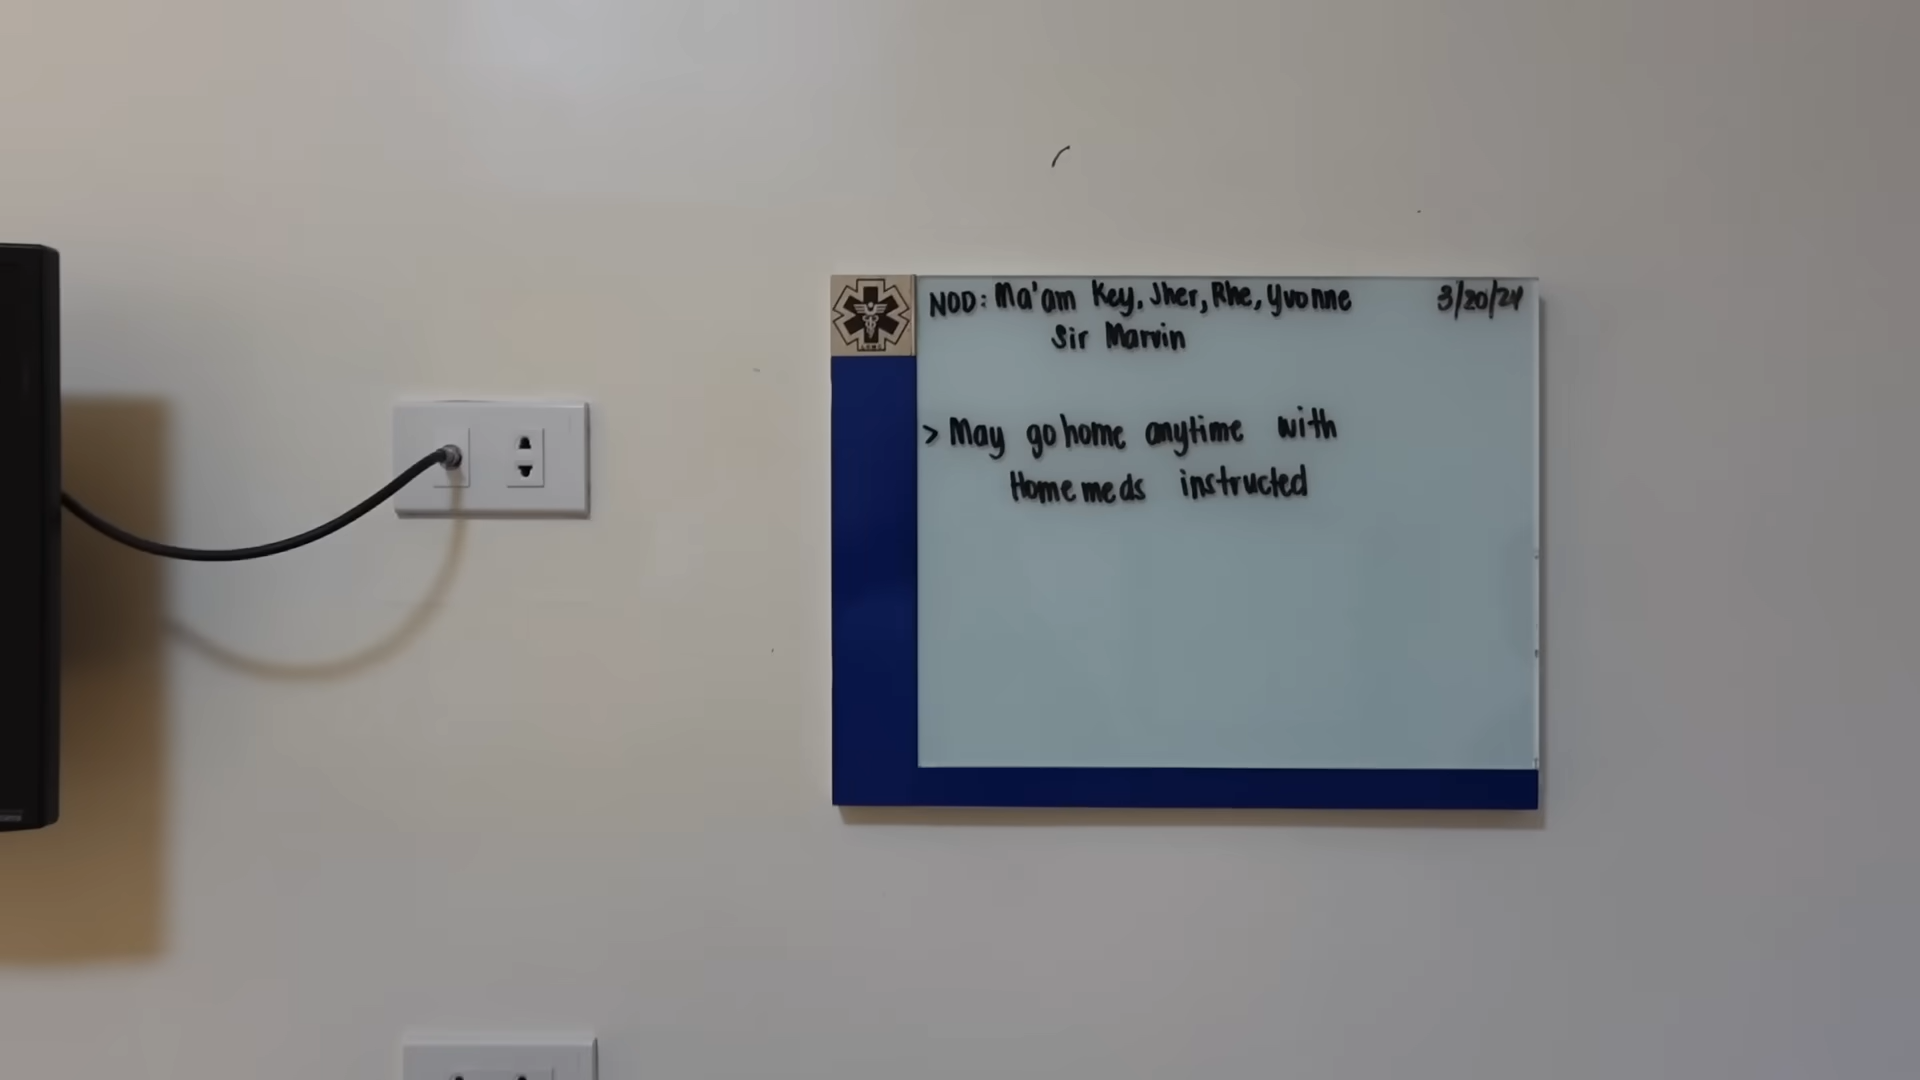 NOD: Ma'am Key, Jher, Rhe, Yvonne 3/20/24
Sir Marvin
> May go home anytime with
Home meds instructed